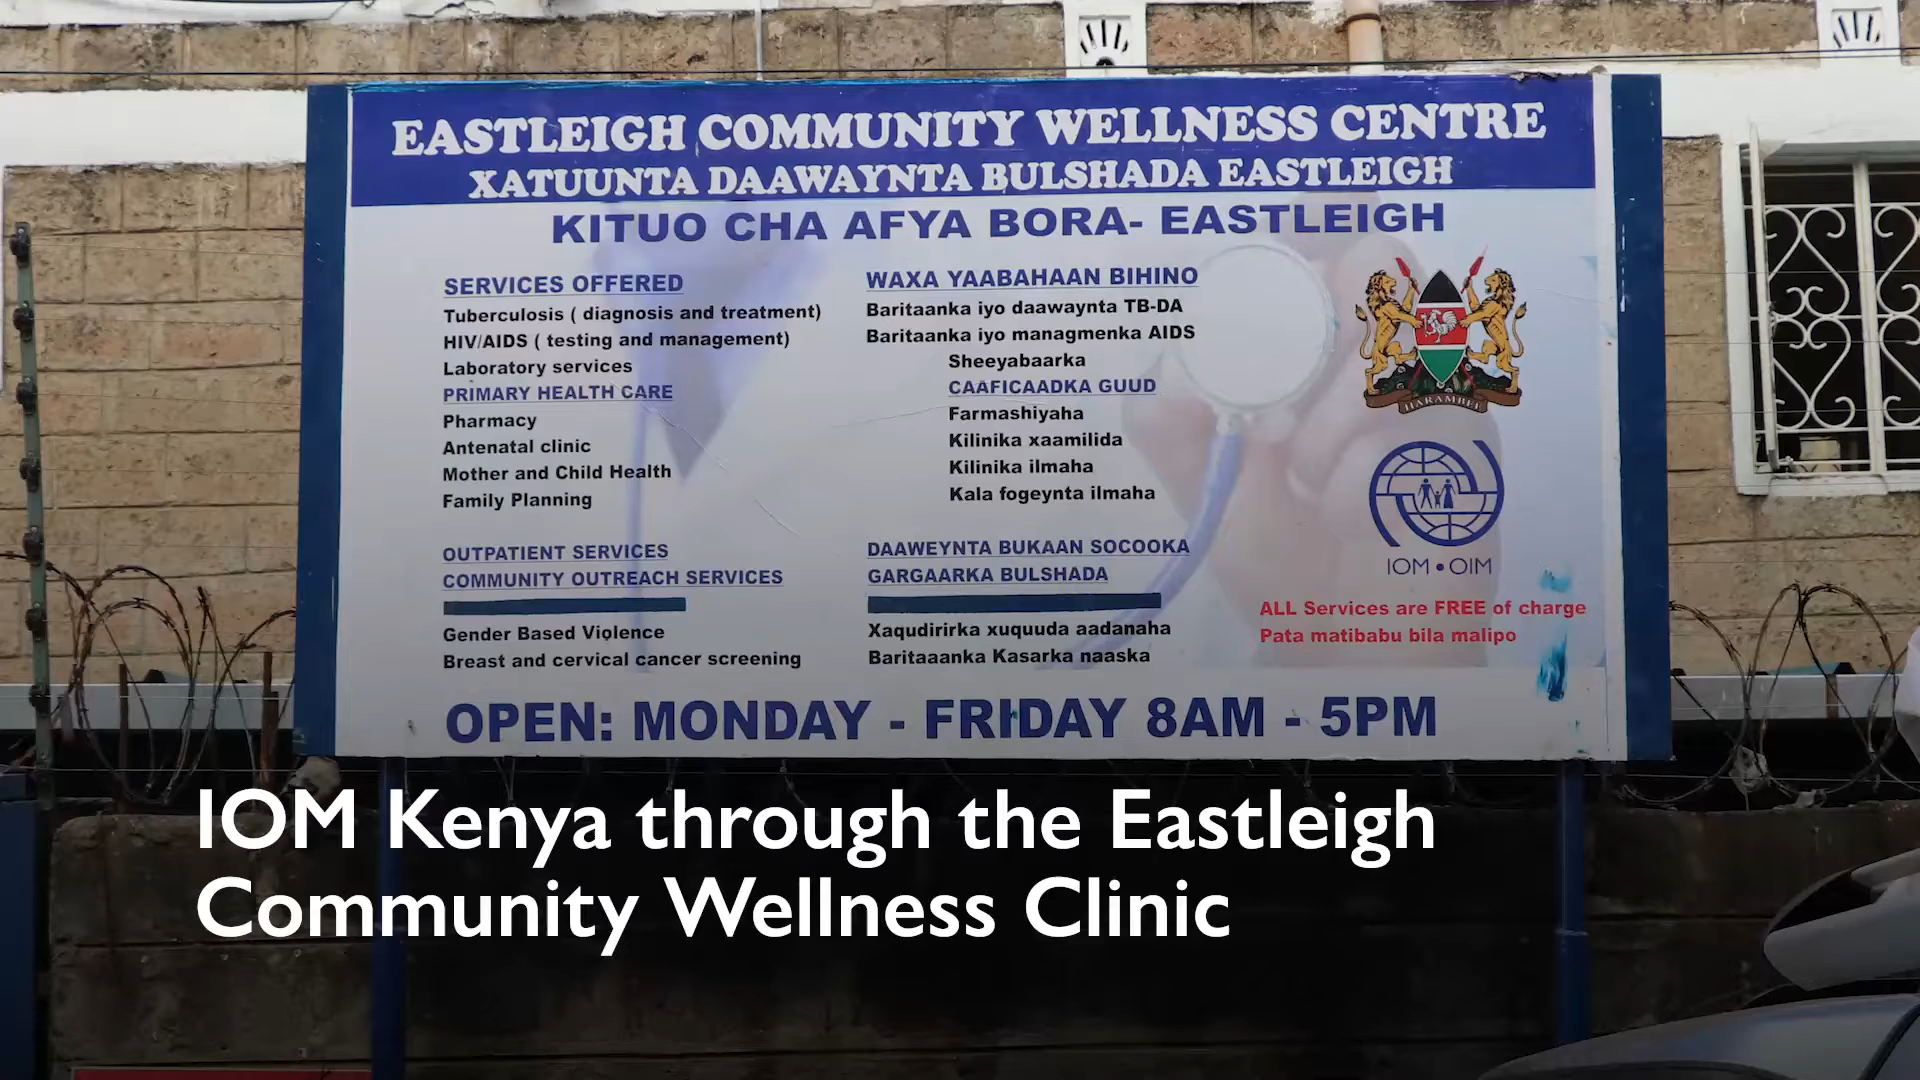 EASTLEIGH COMMUNITY WELLNESS CENTRE
XATUUNTA DAAWAYNTA BULSHADA EASTLEIGH
KITUO CHA AFYA BORA- EASTLEIGH
SERVICES OFFERED
Tuberculosis ( diagnosis and treatment)
HIV/AIDS ( testing and management)
Laboratory services
PRIMARY HEALTH CARE
Pharmacy
Antenatal clinic
Mother and Child Health
Family Planning
OUTPATIENT SERVICES
COMMUNITY OUTREACH SERVICES
Gender Based Violence
Breast and cervical cancer screening
WAXA YAABAHAAN BIHINO
Baritaanka iyo daawaynta TB-DA
Baritaanka iyo managmenka AIDS
Sheeyabaarka
CAAFICAADKA GUUD
Farmashiyaha
Kilinika xaamilida
Kilinika ilmaha
Kala fogeynta ilmaha
DAAWEYNTA BUKAAN SOCOOKA
GARGAARKA BULSHADA
Xaqudirirka xuquuda aadanaha
Baritaaanka Kasarka naaska
HARAMBEE
IOM • OIM
ALL Services are FREE of charge
Pata matibabu bila malipo
OPEN: MONDAY - FRIDAY 8AM - 5PM
IOM Kenya through the Eastleigh
Community Wellness Clinic